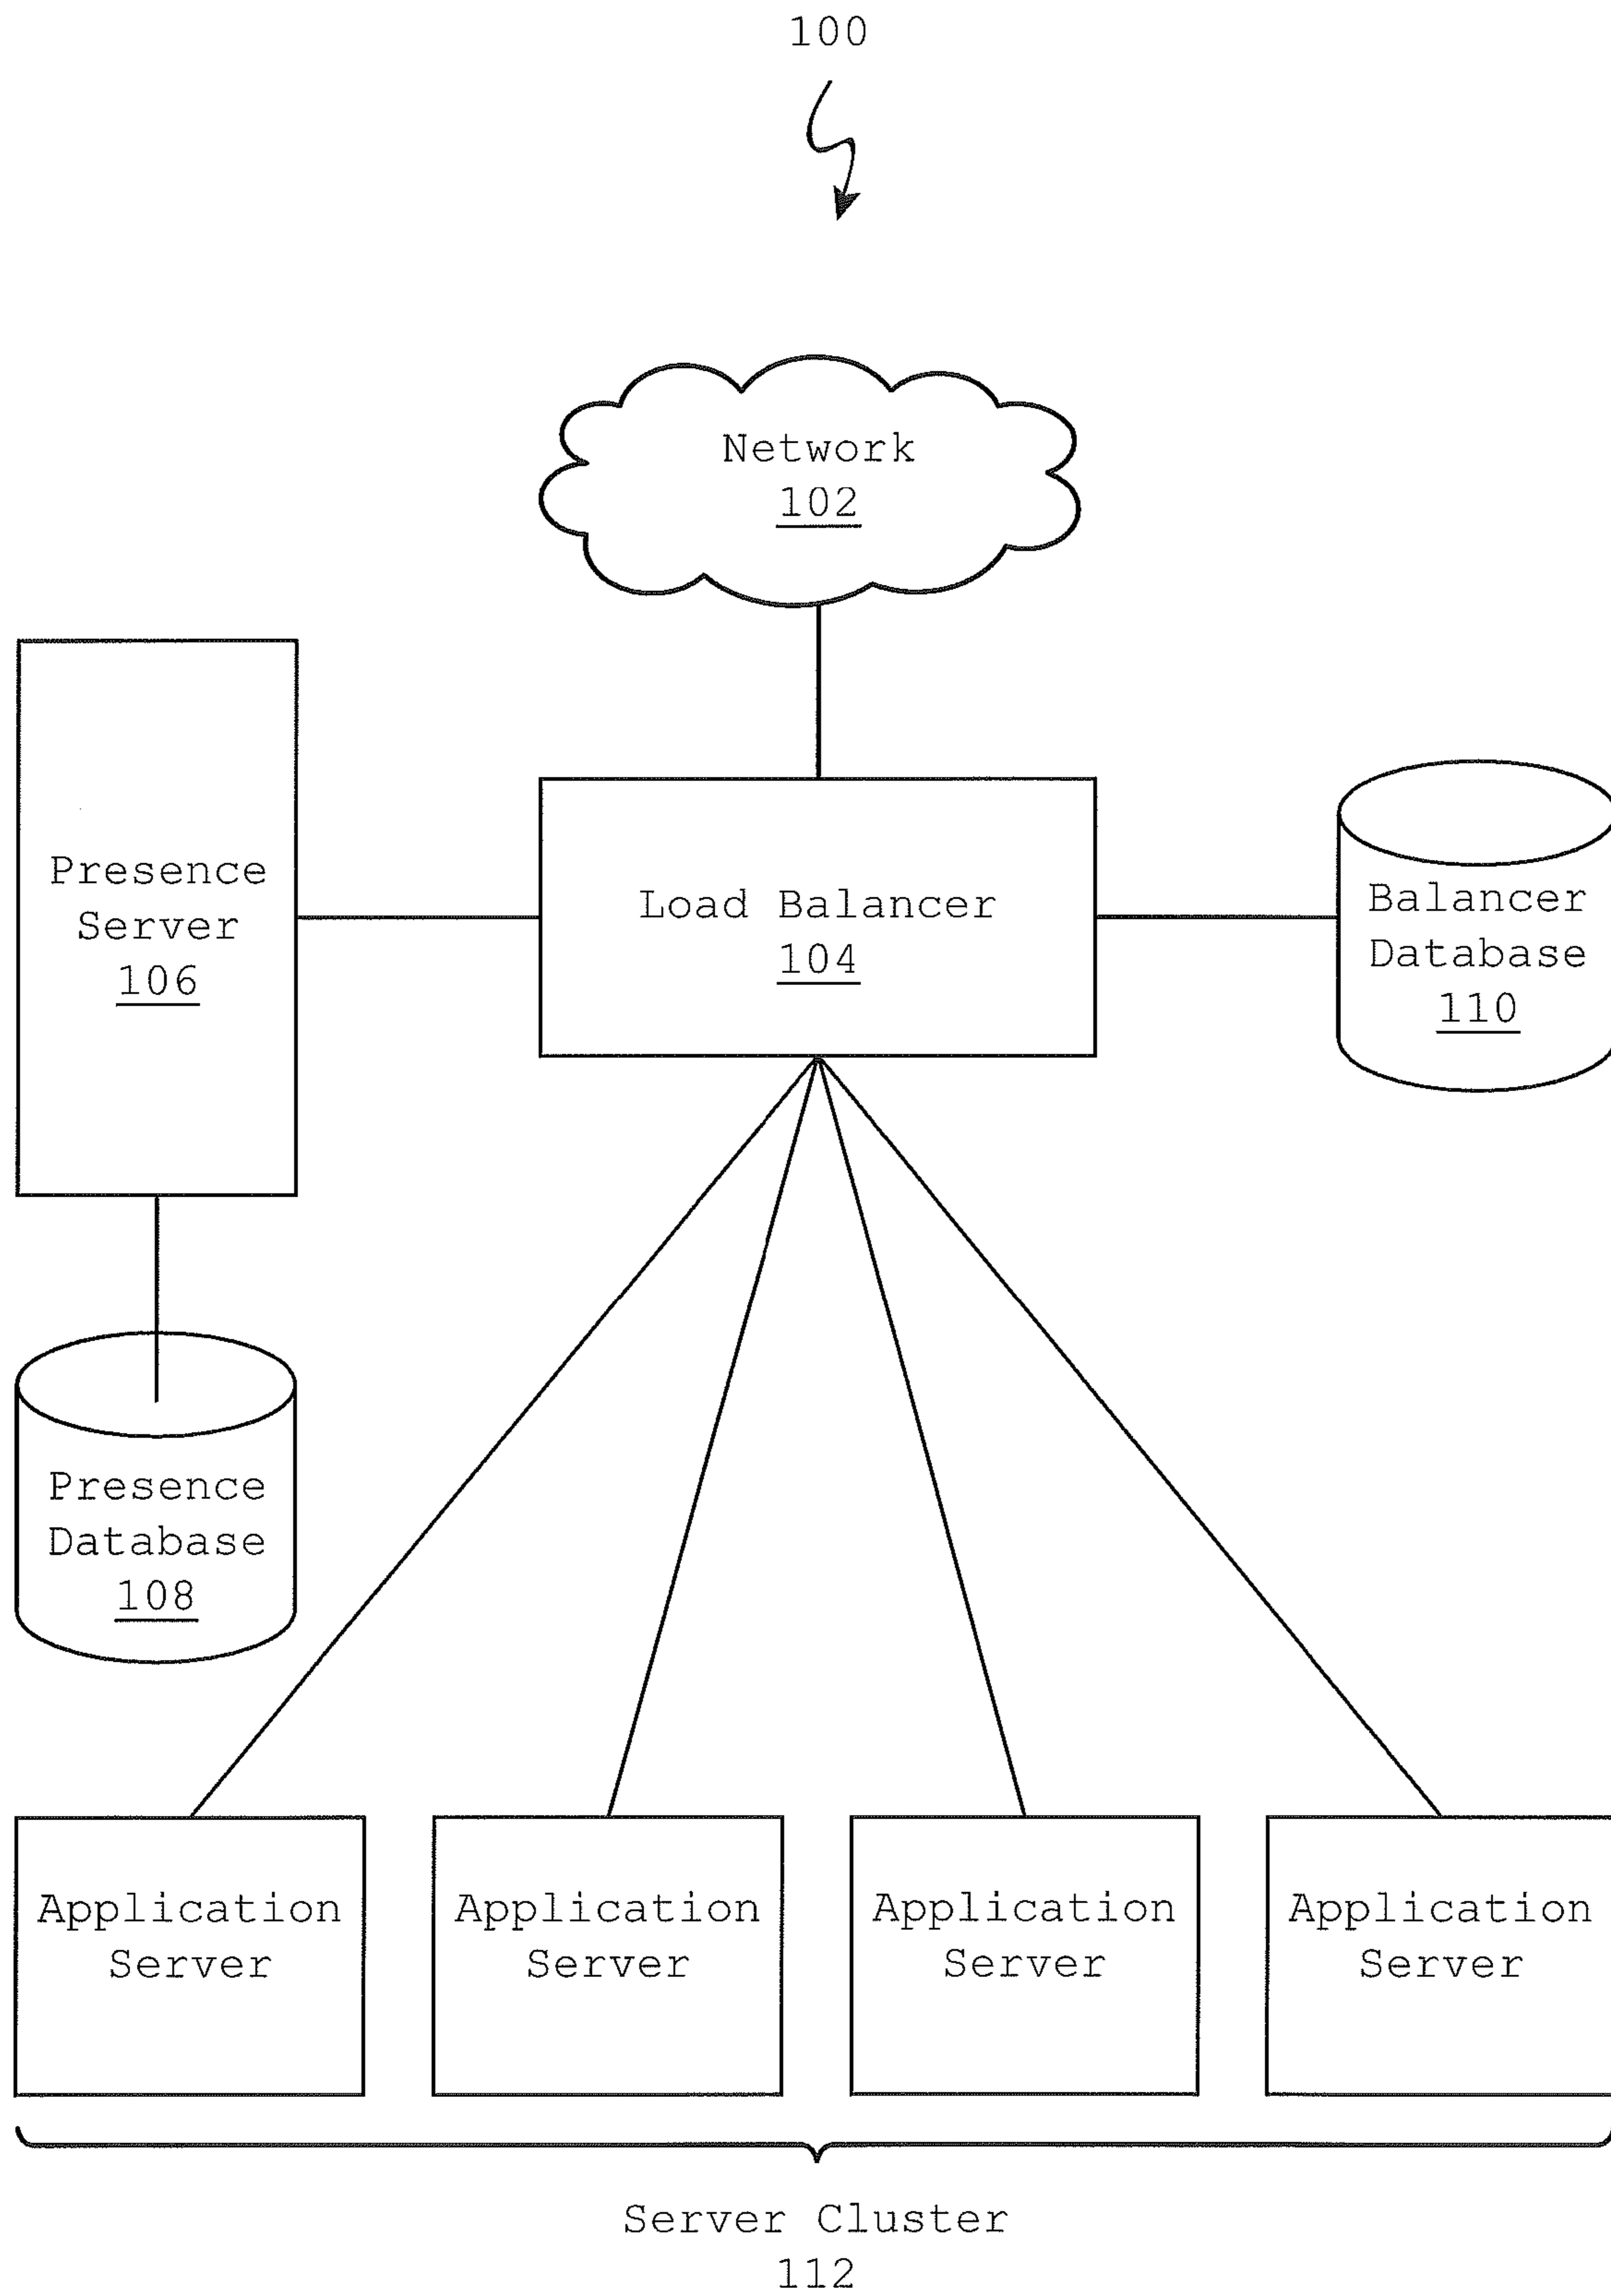 100
Network
102
Presence
Server
106
Load Balancer
104
Balancer
Database
110
Presence
Database
108
Application
Server
Application
Server
Application
Server
Application
Server
Server Cluster
112